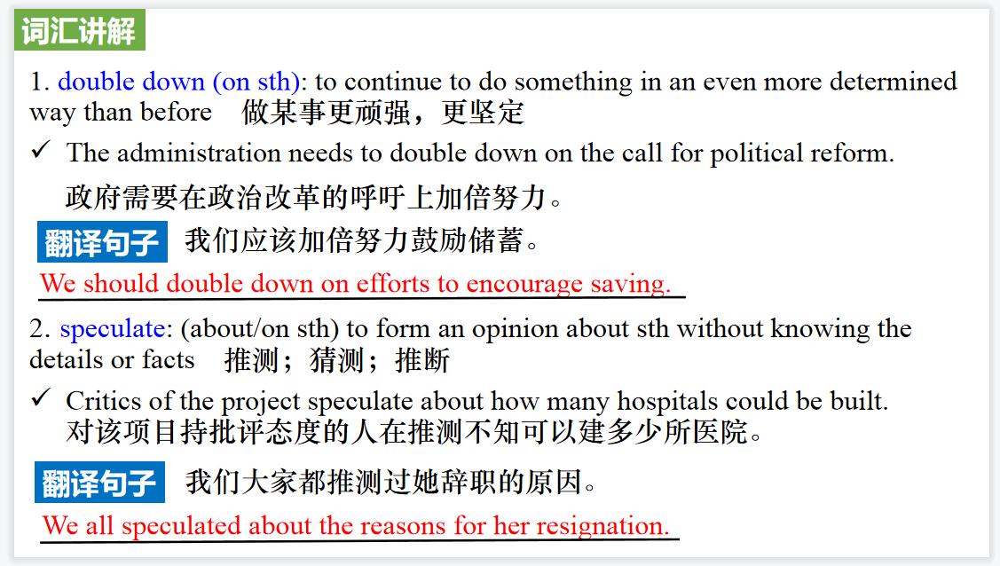 词汇讲解
1. double down (on sth): to continue to do something in an even more determined
way than before 做某事更顽强，更坚定
✓ The administration needs to double down on the call for political reform.
政府需要在政治改革的呼吁上加倍努力。
翻译句子 我们应该加倍努力鼓励储蓄。
We should double down on efforts to encourage saving.
2. speculate: (about/on sth) to form an opinion about sth without knowing the
details or facts 推测；猜测；推断
✓ Critics of the project speculate about how many hospitals could be built.
对该项目持批评态度的人在推测不知可以建多少所医院。
翻译句子 我们大家都推测过她辞职的原因。
We all speculated about the reasons for her resignation.